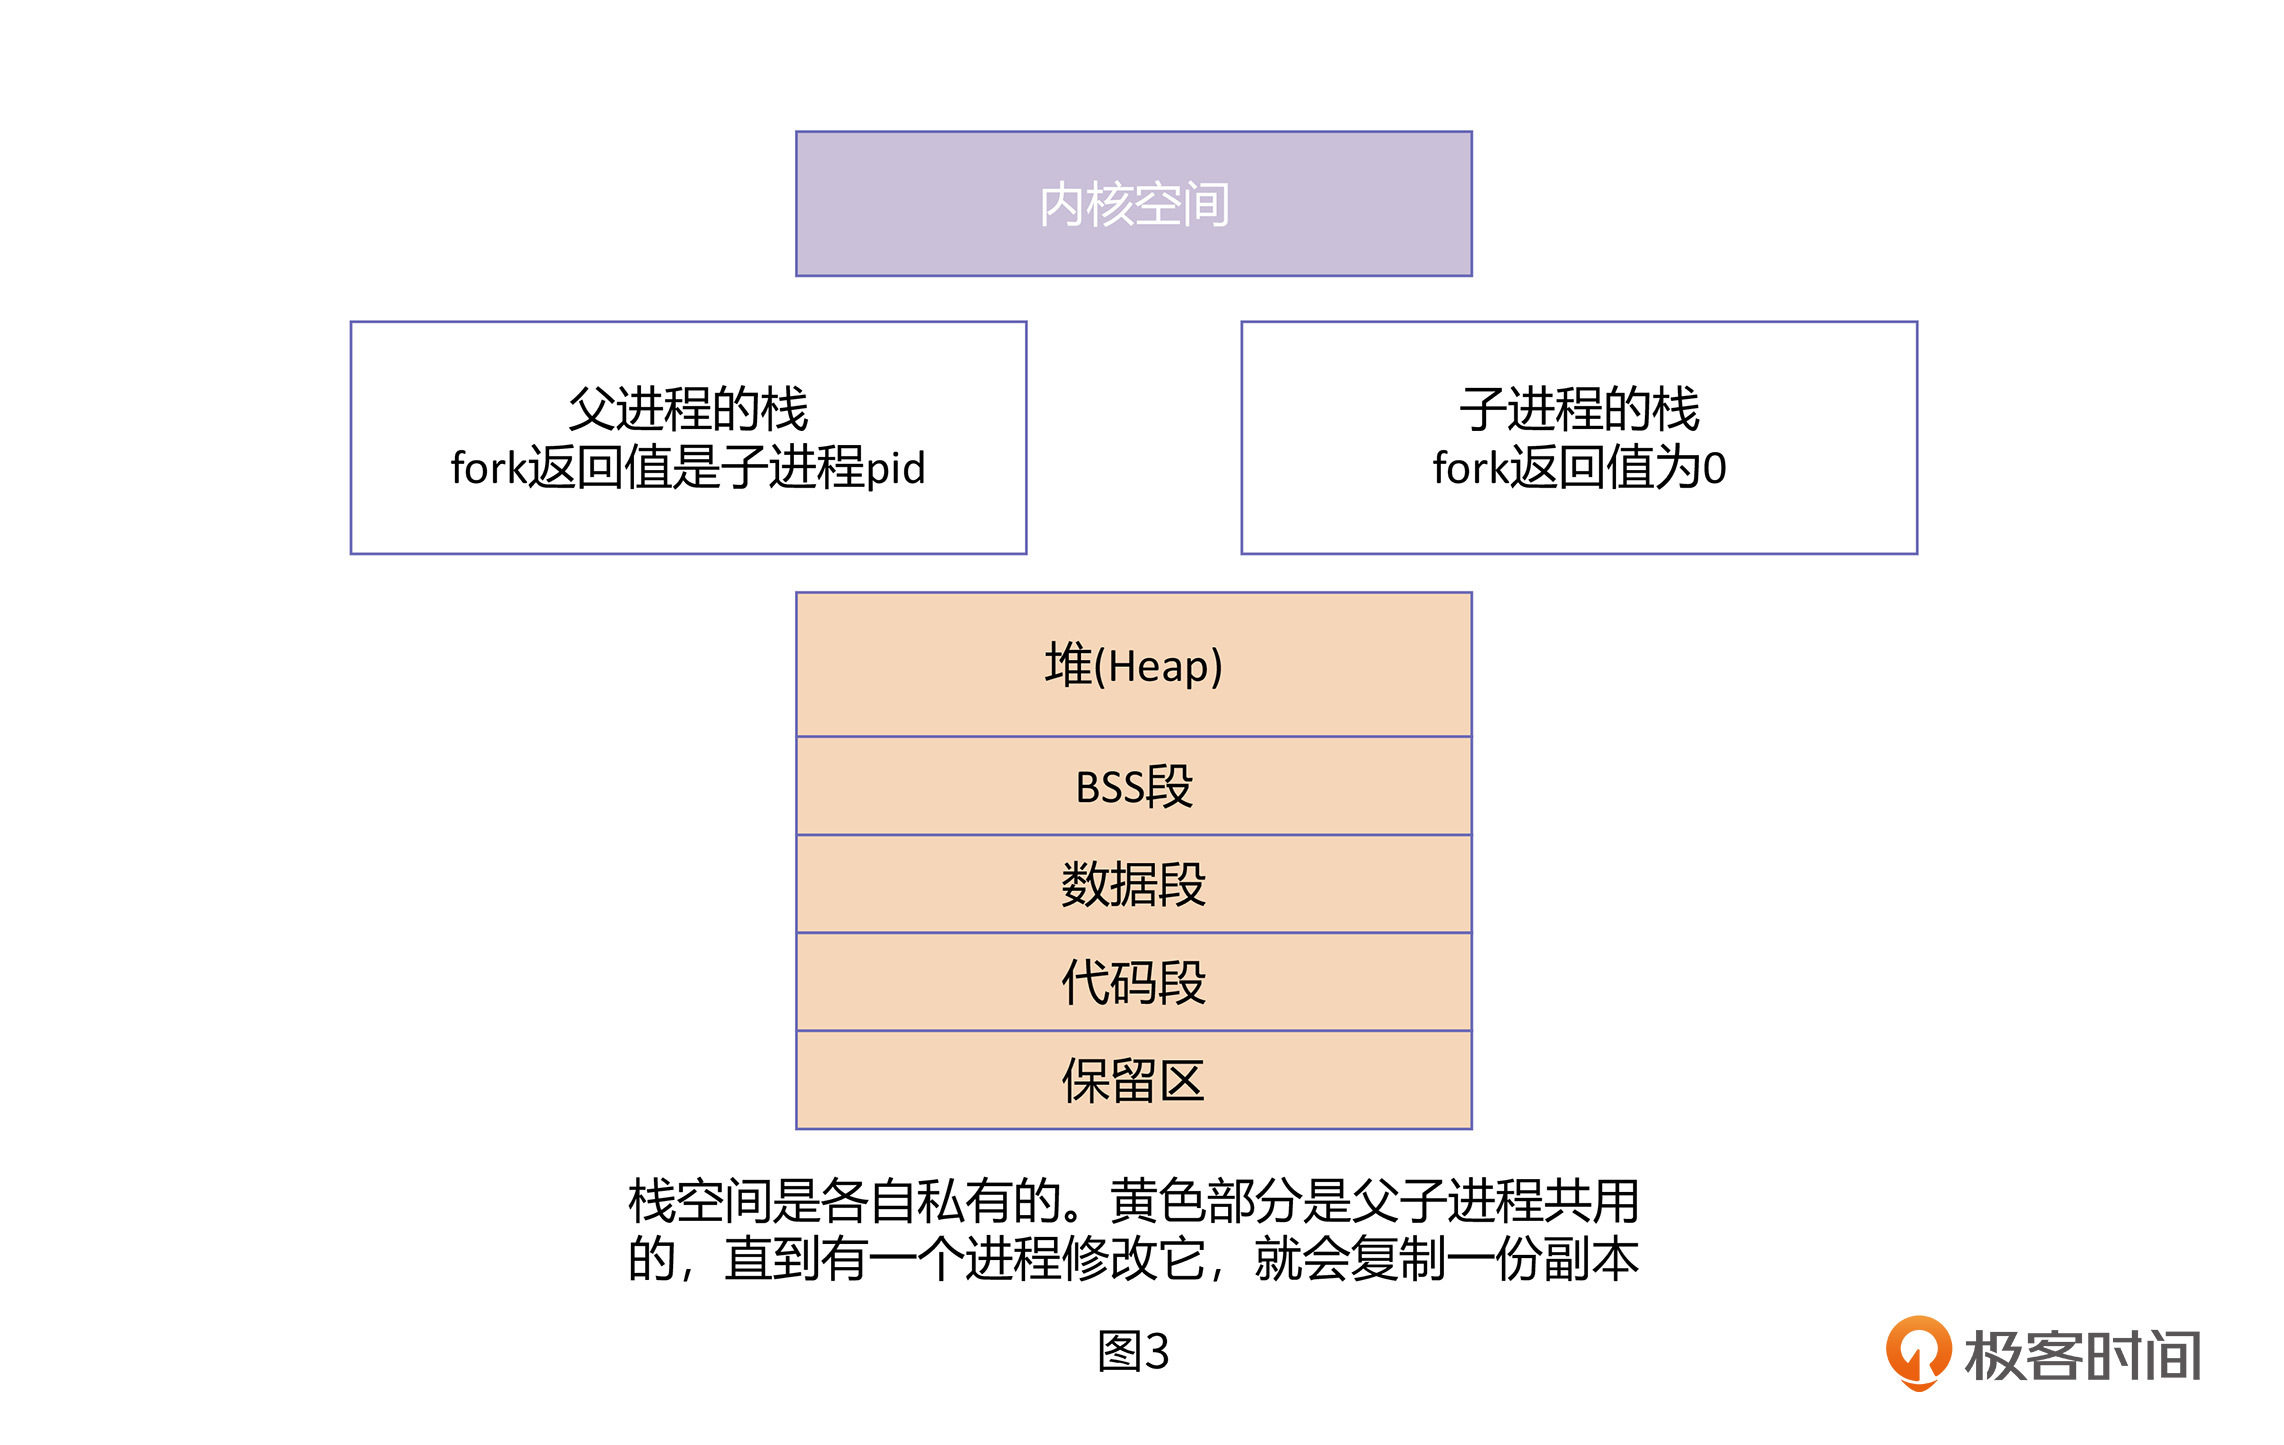 内核空间
父进程的栈
fork返回值是子进程pid
子进程的栈
fork返回值为0
堆(Heap)
BSS段
数据段
代码段
保留区
栈空间是各自私有的。黄色部分是父子进程共用
的，直到有一个进程修改它，就会复制一份副本
图3
极客时间